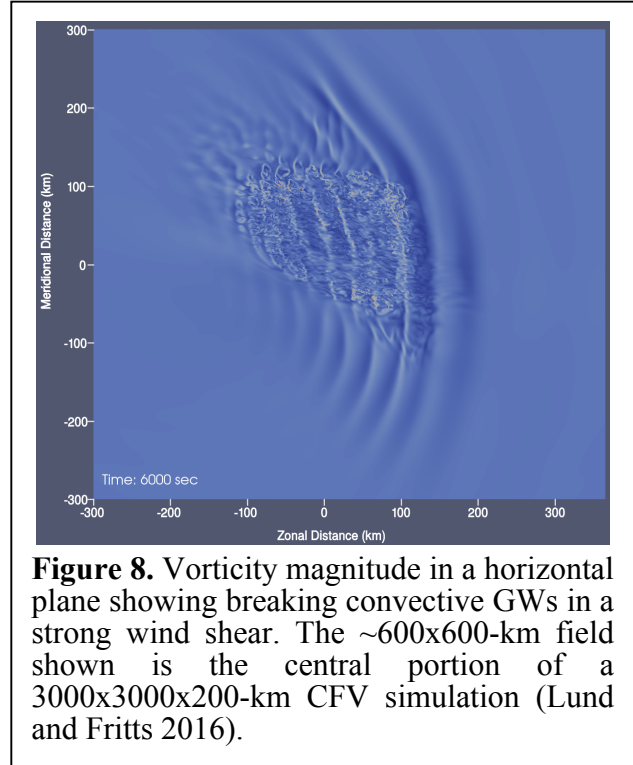 300
200
100
0
-100
-200
-300
Meridional Distance (km)
Time: 6000 sec
-300 -200 -100 0 100 200 300
Zonal Distance (km)
Figure 8. Vorticity magnitude in a horizontal
plane showing breaking convective GWs in a
strong wind shear. The ~600x600-km field
shown is the central portion of a
3000x3000x200-km CFV simulation (Lund
and Fritts 2016).